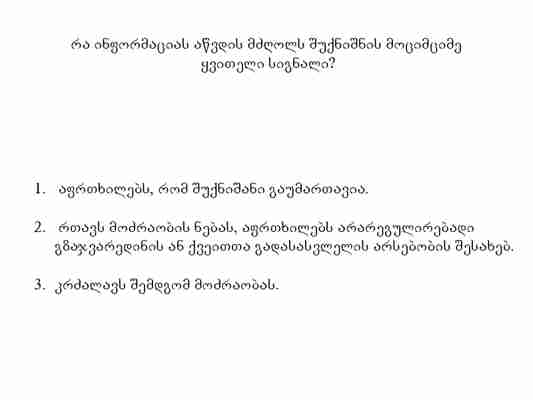 რა ინფორმაციას აწვდის მძღოლს შუქნიშნის მოციმციმე
ყვითელი სიგნალი?
1. აფრთხილებს, რომ შუქნიშანი გაუმართავია.
2. რთავს მოძრაობის ნებას, აფრთხილებს არარეგულირებადი
გზაჯვარედინის ან ქვეითთა გადასასვლელის არსებობის შესახებ.
3. კრძალავს შემდგომ მოძრაობას.